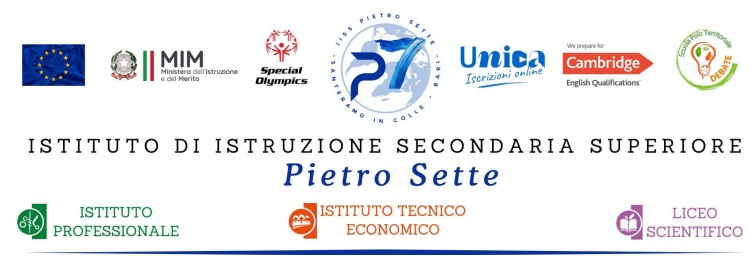 MIM
Ministero dell'Istruzione
e del Merito
Special
Olympics
IISS PIETRO SETTE
SANTERAMO IN COLLE - BARI
Unica
Iscrizioni online
We prepare for
Cambridge
English Qualifications
Scuola Polo Territoriale
DEBATE
ISTITUTO DI ISTRUZIONE SECONDARIA SUPERIORE
Pietro Sette
ISTITUTO
PROFESSIONALE
ISTITUTO TECNICO
ECONOMICO
LICEO
SCIENTIFICO